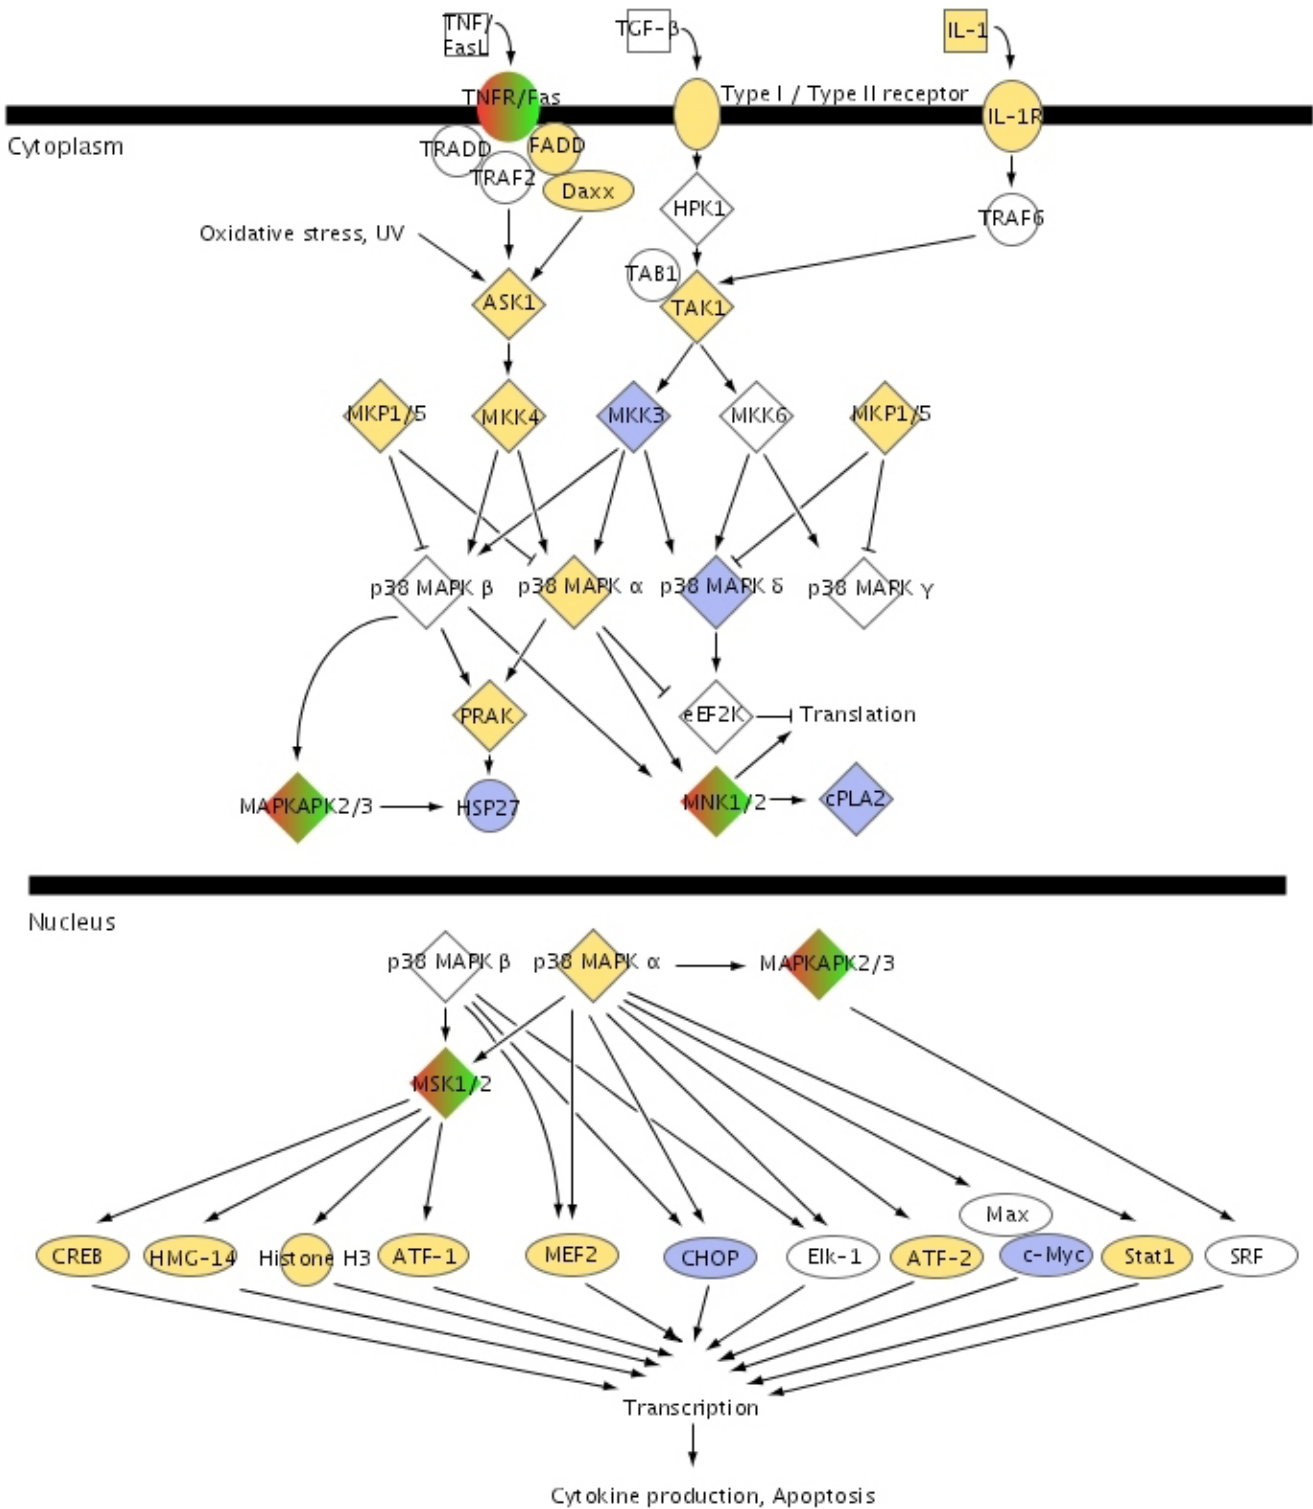 TNF/
FasL
TGF-β
IL-1
TNFR/Fas
Type I / Type II receptor
IL-1R
Cytoplasm
TRADD
FADD
TRAF2
Daxx
HPK1
TRAF6
Oxidative stress, UV
TAB1
ASK1
TAK1
MKP1/5
MKK4
MKK3
MKK6
MKP1/5
p38 MAPK β
p38 MAPK α
p38 MAPK δ
p38 MAPK γ
PRAK
eEF2K
Translation
MAPKAPK2/3
HSP27
MNK1/2
cPLA2
Nucleus
p38 MAPK β
p38 MAPK α
MAPKAPK2/3
MSK1/2
Max
CREB
HMG-14
Histone H3
ATF-1
MEF2
CHOP
Elk-1
ATF-2
c-Myc
Stat1
SRF
Transcription
Cytokine production, Apoptosis